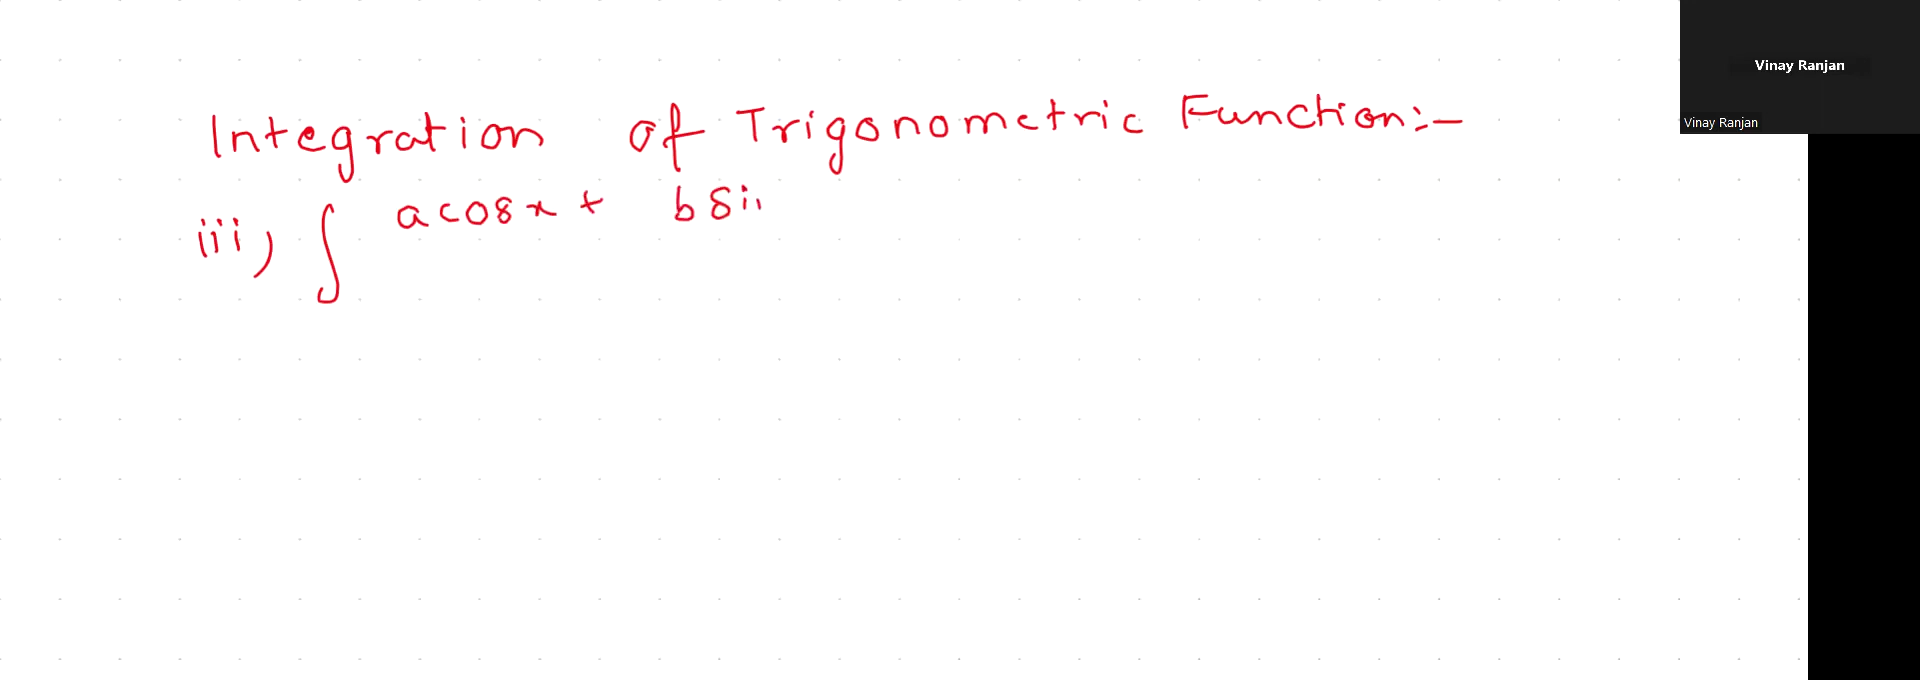 Vinay Ranjan
Vinay Ranjan
Integration of Trigonometric Function:-
iii) ∫ acosx + bsi